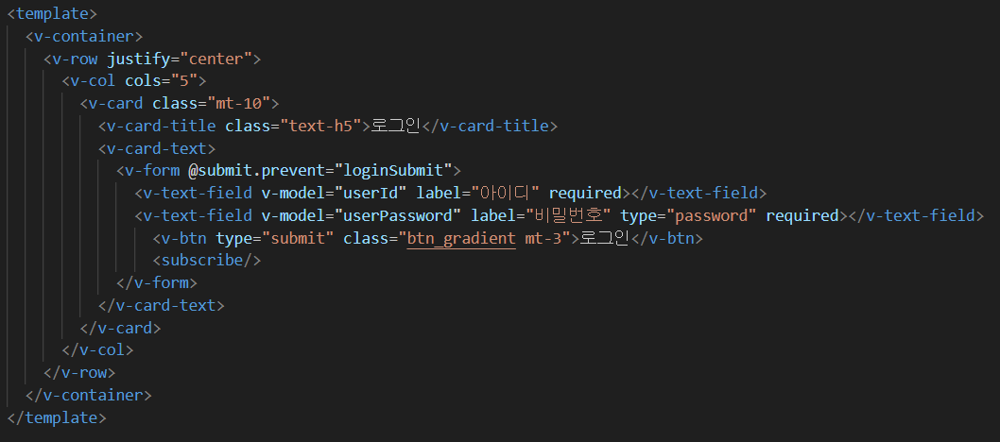 <template>
  <v-container>
    <v-row justify="center">
      <v-col cols="5">
        <v-card class="mt-10">
          <v-card-title class="text-h5">로그인</v-card-title>
          <v-card-text>
            <v-form @submit.prevent="loginSubmit">
              <v-text-field v-model="userId" label="아이디" required></v-text-field>
              <v-text-field v-model="userPassword" label="비밀번호" type="password" required></v-text-field>
                <v-btn type="submit" class="btn_gradient mt-3">로그인</v-btn>
                <subscribe/>
            </v-form>
          </v-card-text>
        </v-card>
      </v-col>
    </v-row>
  </v-container>
</template>